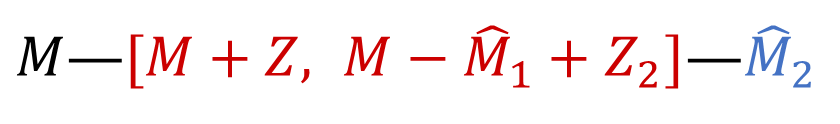 M—[M + Z, M − M̂₁ + Z₂]—M̂₂